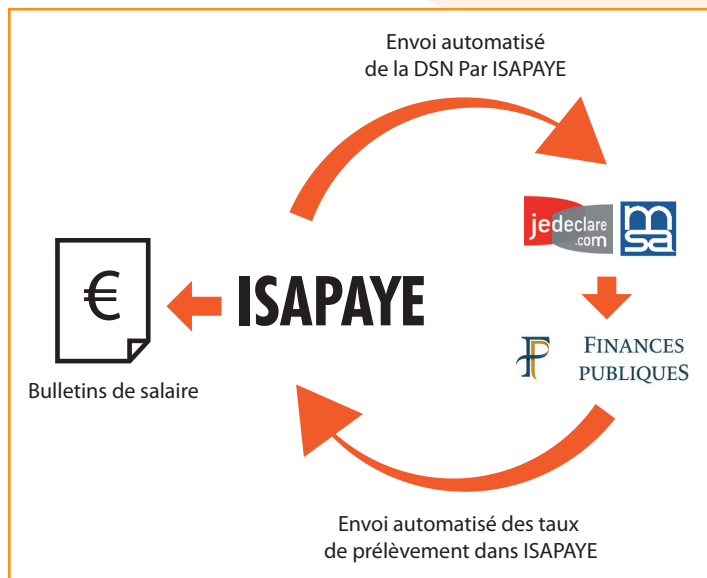 Envoi automatisé
de la DSN Par ISAPAYE
jedeclare
.com
msa
€
ISAPAYE
FINANCES
PUBLIQUES
Bulletins de salaire
Envoi automatisé des taux
de prélèvement dans ISAPAYE